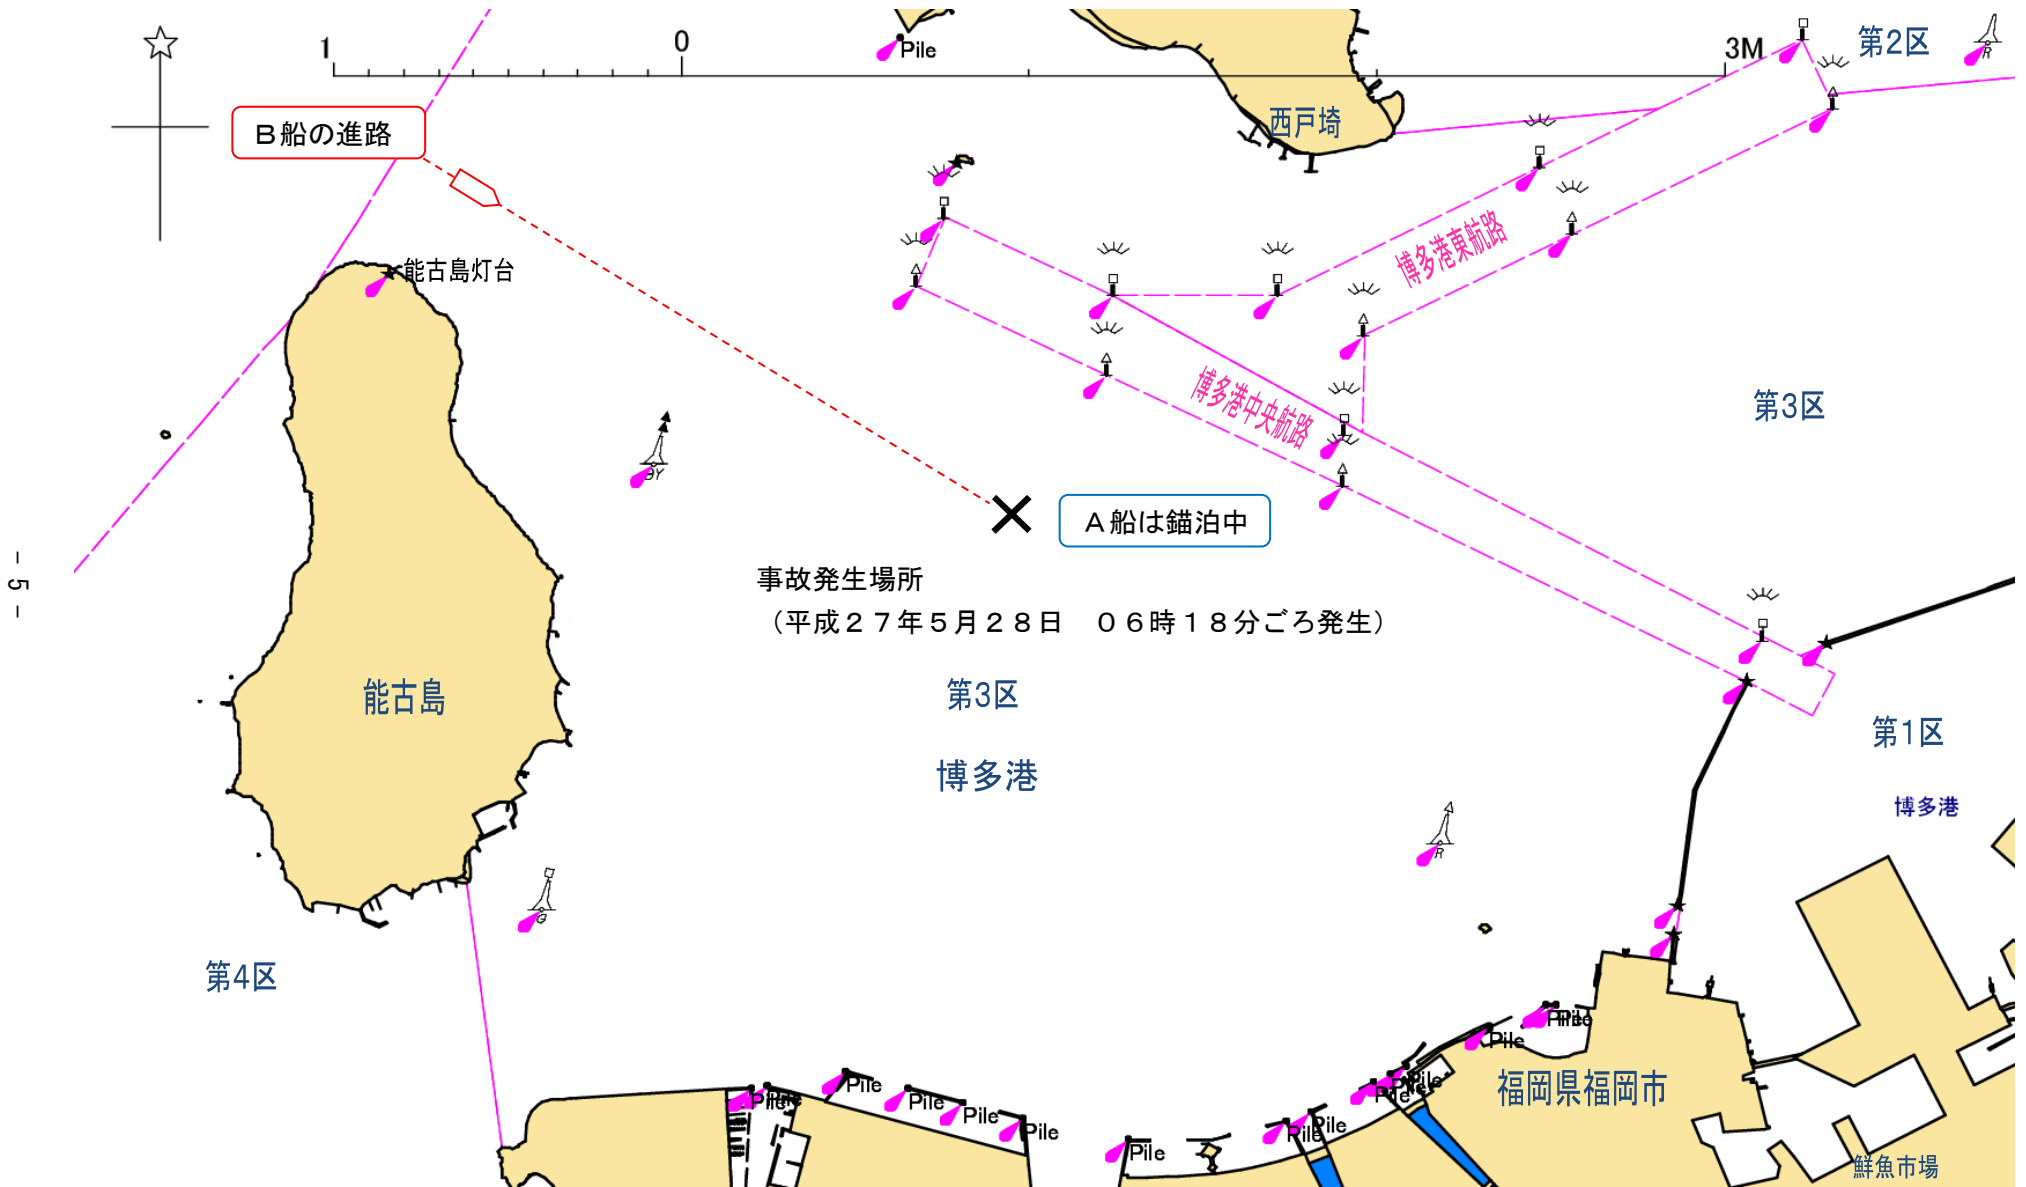 1
0
3M
Pile
第2区
R
B船の進路
西戸埼
博多港東航路
能古島灯台
博多港中央航路
第3区
A船は錨泊中
事故発生場所
(平成27年5月28日 06時18分ごろ発生)
- 5 -
能古島
第3区
第1区
博多港
博多港
R
G
第4区
Pile
Pile
Pile
Pile
Pile
Pile
Pile
Pile
Pile
Pile
福岡県福岡市
鮮魚市場